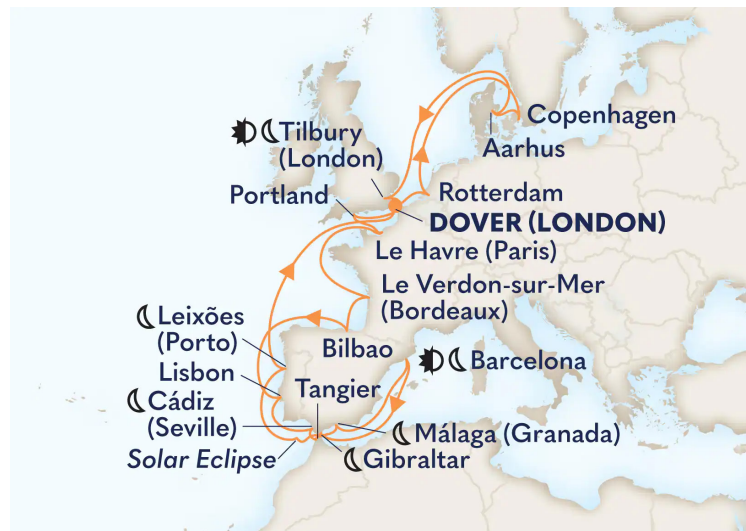 Copenhagen
Aarhus
Tilbury
(London)
Portland
Rotterdam
DOVER (LONDON)
Le Havre (Paris)
Le Verdon-sur-Mer
(Bordeaux)
Leixões
(Porto)
Bilbao
Barcelona
Lisbon
Tangier
Cádiz
(Seville)
Málaga (Granada)
Solar Eclipse
Gibraltar